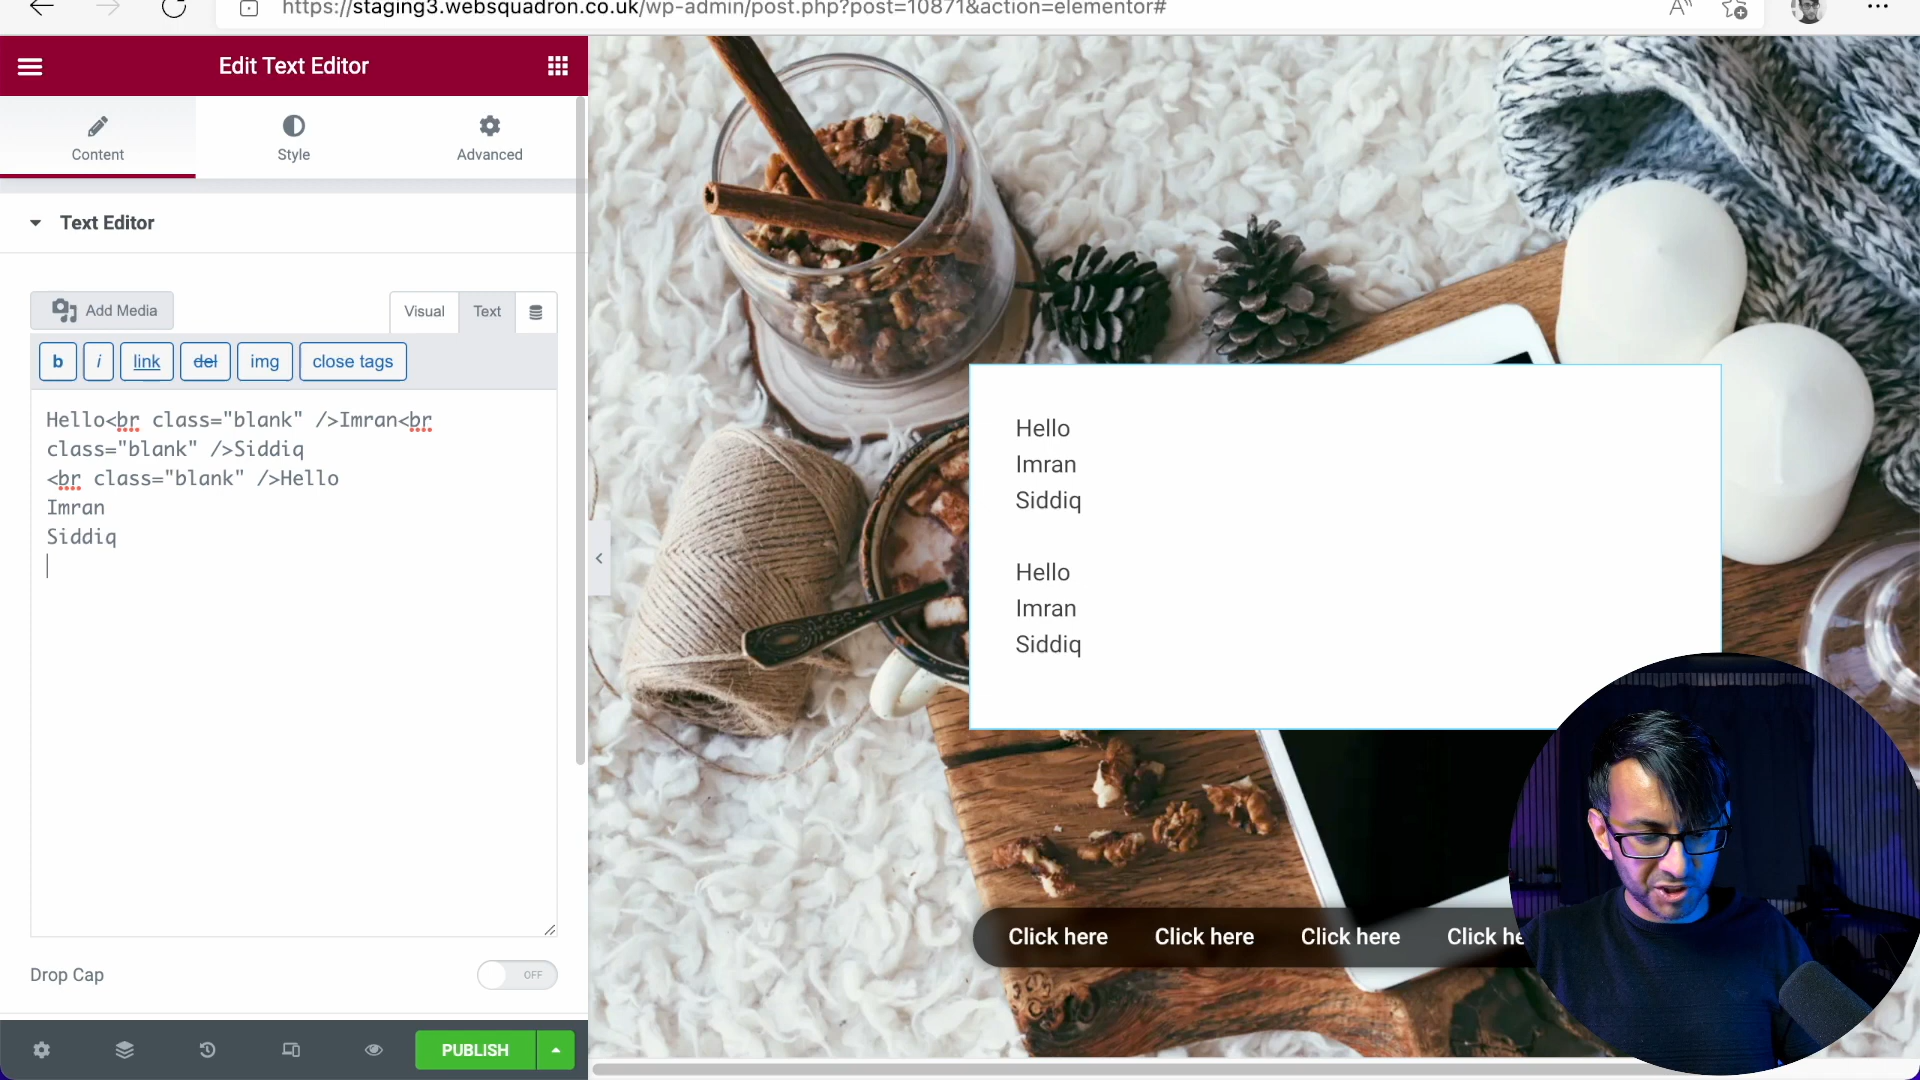 https://staging3.websquadron.co.uk/wp-admin/post.php?post=10871&action=elementor#
Edit Text Editor
Content
Style
Advanced
Text Editor
Add Media
Visual
Text
b
i
link
del
img
close tags
Hello<br class="blank" />Imran<br
class="blank" />Siddiq
<br class="blank" />Hello
Imran
Siddiq
Drop Cap
OFF
PUBLISH
Hello
Imran
Siddiq
Hello
Imran
Siddiq
Click here
Click here
Click here
Click he